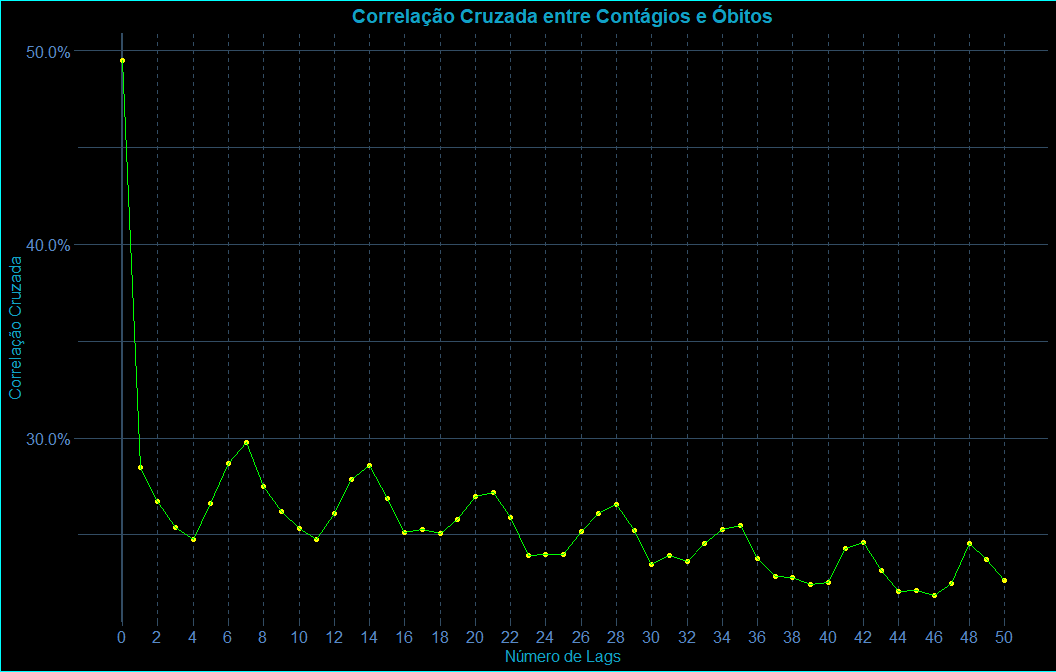 Correlação Cruzada entre Contágios e Óbitos
50.0%
40.0%
30.0%
Correlação Cruzada
0 2 4 6 8 10 12 14 16 18 20 22 24 26 28 30 32 34 36 38 40 42 44 46 48 50
Número de Lags